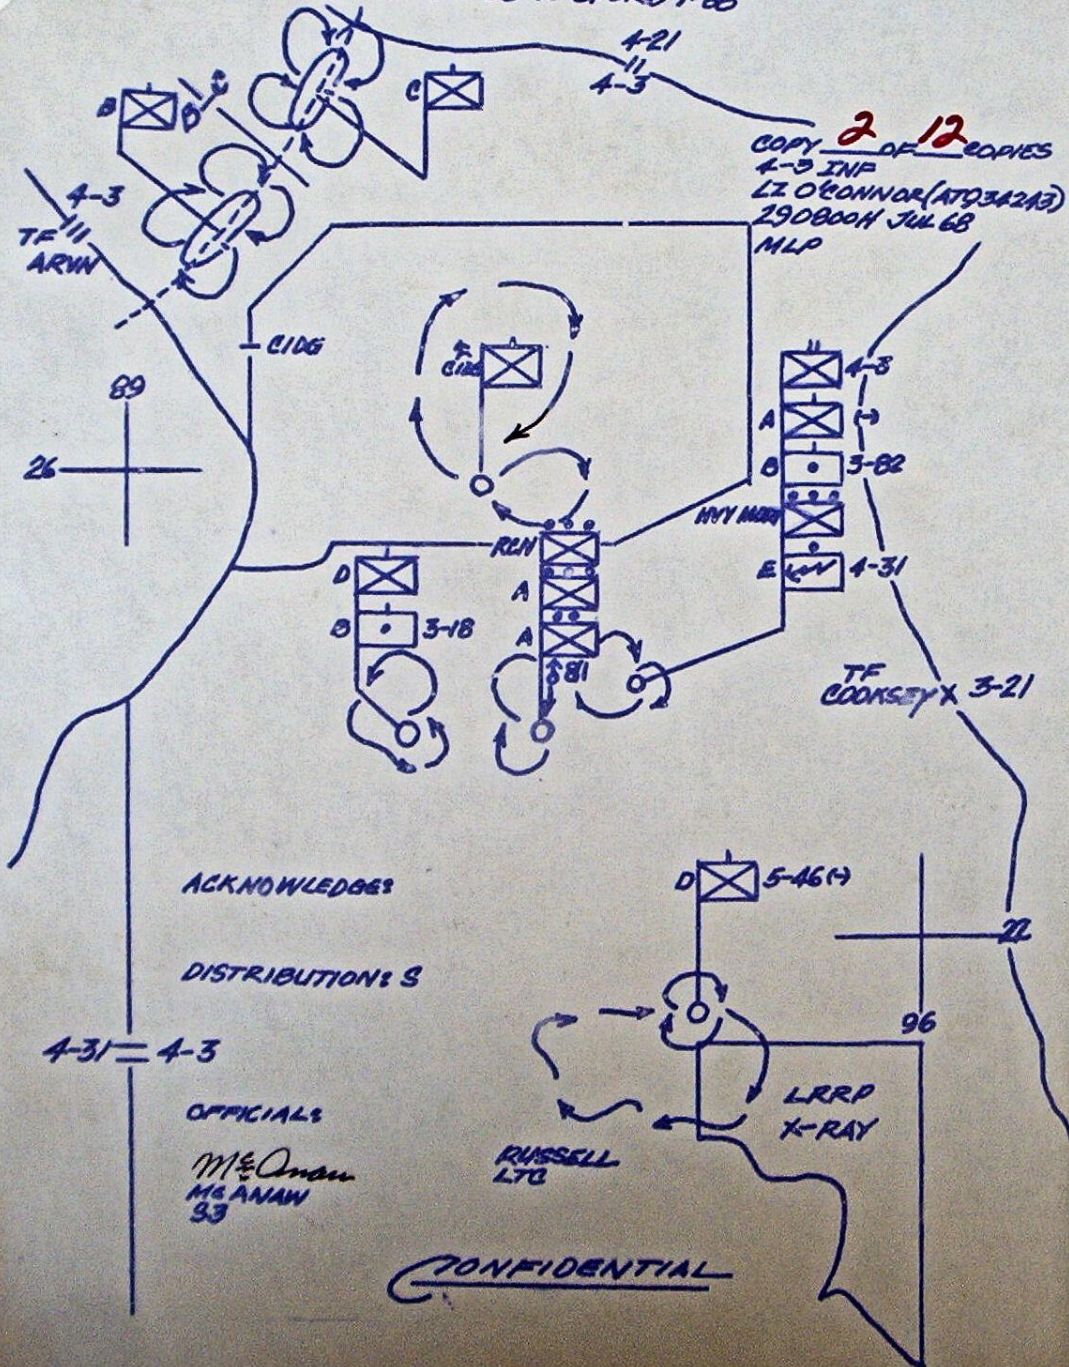 4-21
4-3
B
B
C
C
COPY 2 OF 12 COPIES
4-3 INF
LZ O'CONNOR (AT934243)
290800H JUL 68
MLP
4-3
TF
ARVN
CIDG
CIDG
89
26
4-3
A (-)
B 3-82
HVY MORT
E 4-31
RCN
A
A
81
D
B 3-18
TF
COOKSEY X 3-21
ACKNOWLEDGE:
D 5-46(-)
22
96
DISTRIBUTION: S
4-31 4-3
OFFICIAL:
McAnaw
McANAW
S3
LRRP
X-RAY
RUSSELL
LTC
CONFIDENTIAL